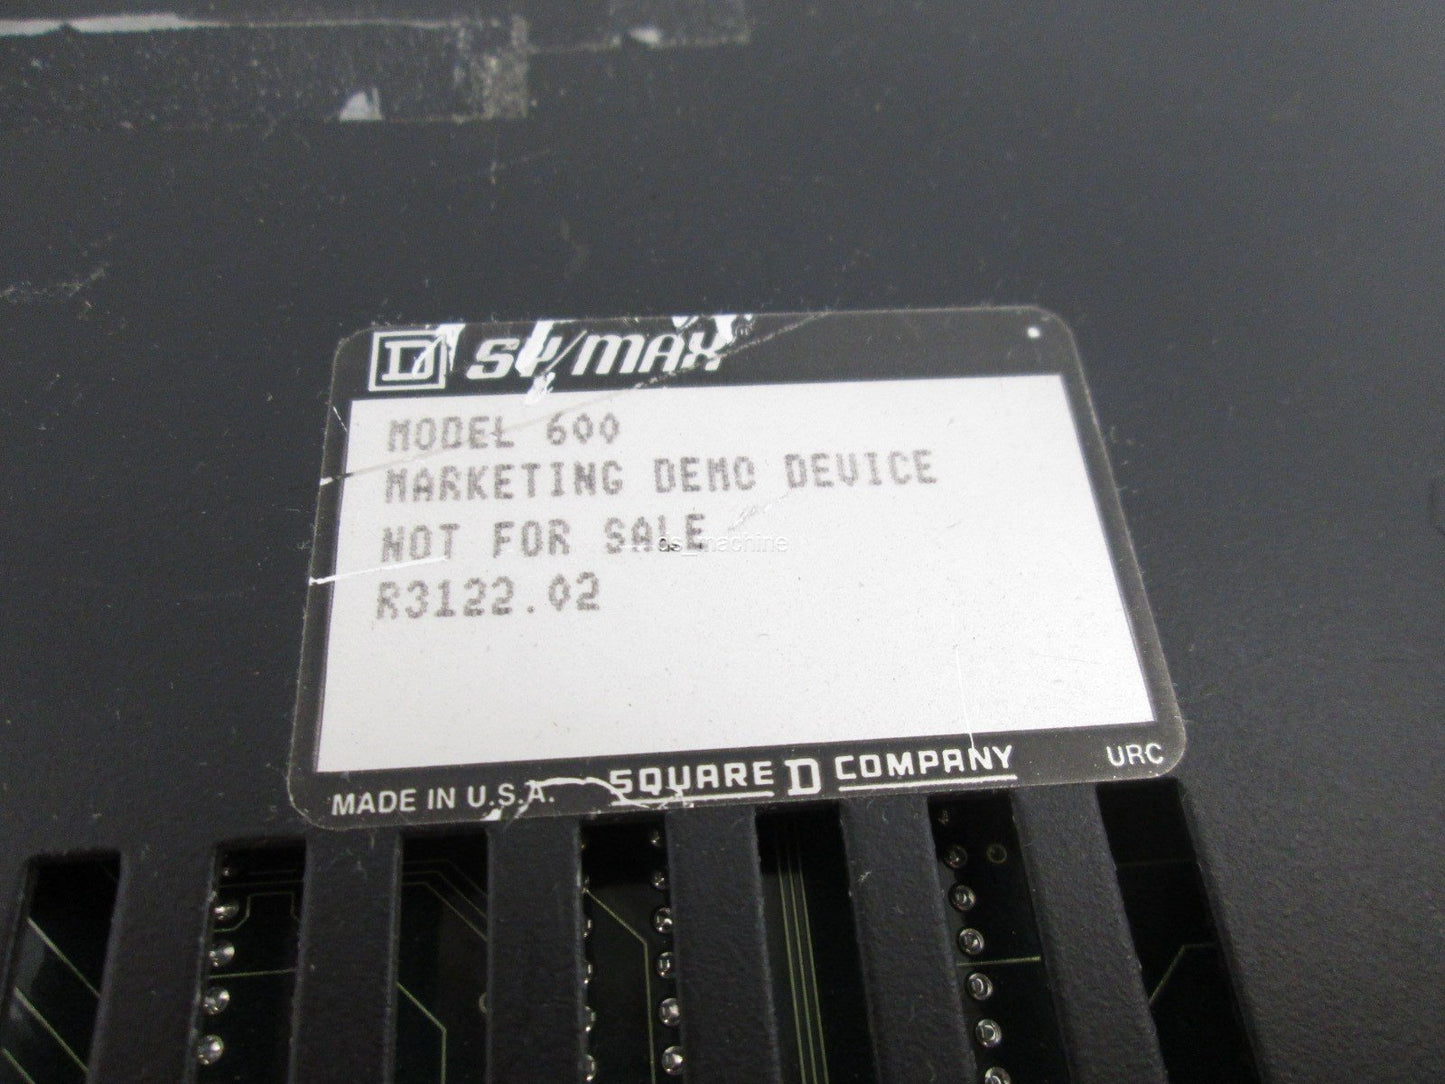 D SY/MAX
MODEL 600
MARKETING DEMO DEVICE
NOT FOR SALE
R3122.02
MADE IN U.S.A. SQUARE D COMPANY URC